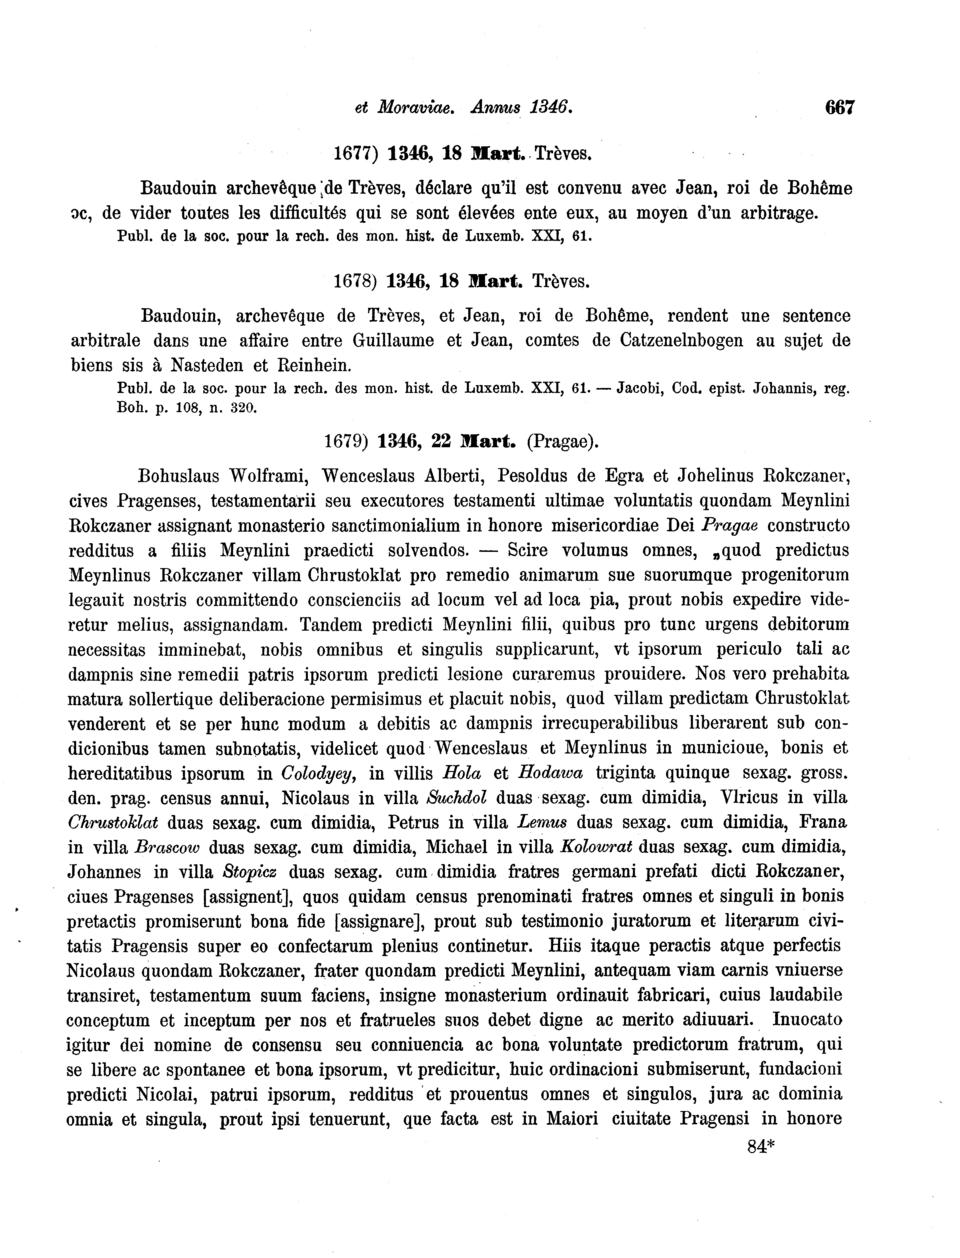 et Moraviae. Annus 1346. 667
1677) 1346, 18 Mart. Trèves.
Baudouin archevêque de Trèves, déclare qu'il est convenu avec Jean, roi de Bohême
ɔc, de vider toutes les difficultés qui se sont élevées ente eux, au moyen d'un arbitrage.
Publ. de la soc. pour la rech. des mon. hist. de Luxemb. XXI, 61.
1678) 1346, 18 Mart. Trèves.
Baudouin, archevêque de Trèves, et Jean, roi de Bohême, rendent une sentence
arbitrale dans une affaire entre Guillaume et Jean, comtes de Catzenelnbogen au sujet de
biens sis à Nasteden et Reinhein.
Publ. de la soc. pour la rech. des mon. hist. de Luxemb. XXI, 61. — Jacobi, Cod. epist. Johannis, reg.
Boh. p. 108, n. 320.
1679) 1346, 22 Mart. (Pragae).
Bohuslaus Wolframi, Wenceslaus Alberti, Pesoldus de Egra et Johelinus Rokczaner,
cives Pragenses, testamentarii seu executores testamenti ultimae voluntatis quondam Meynlini
Rokczaner assignant monasterio sanctimonialium in honore misericordiae Dei Pragae constructo
redditus a filiis Meynlini praedicti solvendos. — Scire volumus omnes, „quod predictus
Meynlinus Rokczaner villam Chrustoklat pro remedio animarum sue suorumque progenitorum
legauit nostris committendo conscienciis ad locum vel ad loca pia, prout nobis expedire vide-
retur melius, assignandam. Tandem predicti Meynlini filii, quibus pro tunc urgens debitorum
necessitas imminebat, nobis omnibus et singulis supplicarunt, vt ipsorum periculo tali ac
dampnis sine remedii patris ipsorum predicti lesione curaremus prouidere. Nos vero prehabita
matura sollertique deliberacione permisimus et placuit nobis, quod villam predictam Chrustoklat
venderent et se per hunc modum a debitis ac dampnis irrecuperabilibus liberarent sub con-
dicionibus tamen subnotatis, videlicet quod Wenceslaus et Meynlinus in municioue, bonis et
hereditatibus ipsorum in Colodyey, in villis Hola et Hodawa triginta quinque sexag. gross.
den. prag. census annui, Nicolaus in villa Suchdol duas sexag. cum dimidia, Vlricus in villa
Chrustoklat duas sexag. cum dimidia, Petrus in villa Lemus duas sexag. cum dimidia, Frana
in villa Brascow duas sexag. cum dimidia, Michael in villa Kolowrat duas sexag. cum dimidia,
Johannes in villa Stopicz duas sexag. cum dimidia fratres germani prefati dicti Rokczaner,
ciues Pragenses [assignent], quos quidam census prenominati fratres omnes et singuli in bonis
pretactis promiserunt bona fide [assignare], prout sub testimonio juratorum et literarum civi-
tatis Pragensis super eo confectarum plenius continetur. Hiis itaque peractis atque perfectis
Nicolaus quondam Rokczaner, frater quondam predicti Meynlini, antequam viam carnis vniuerse
transiret, testamentum suum faciens, insigne monasterium ordinauit fabricari, cuius laudabile
conceptum et inceptum per nos et fratrueles suos debet digne ac merito adiuuari. Inuocato
igitur dei nomine de consensu seu conniuencia ac bona voluntate predictorum fratrum, qui
se libere ac spontanee et bona ipsorum, vt predicitur, huic ordinacioni submiserunt, fundacioni
predicti Nicolai, patrui ipsorum, redditus et prouentus omnes et singulos, jura ac dominia
omnia et singula, prout ipsi tenuerunt, que facta est in Maiori ciuitate Pragensi in honore
84*